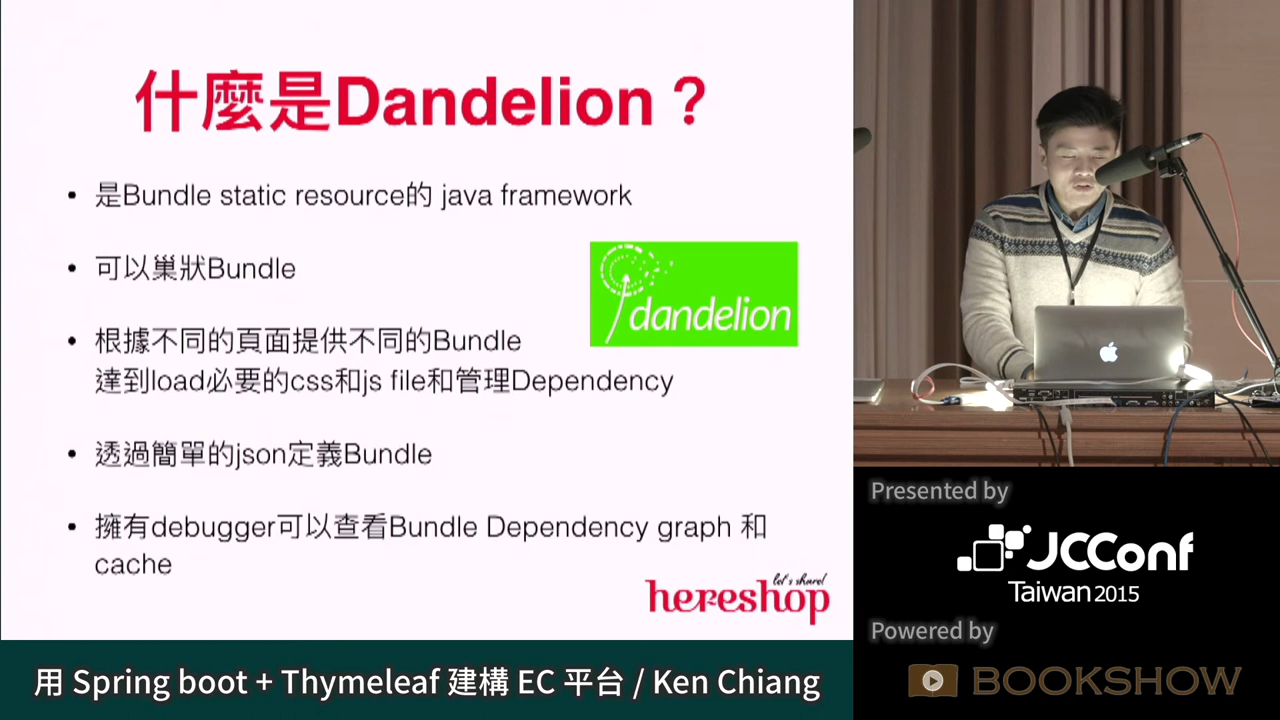 什麼是Dandelion？
• 是Bundle static resource的 java framework
• 可以巢狀Bundle
• 根據不同的頁面提供不同的Bundle
達到load必要的css和js file和管理Dependency
• 透過簡單的json定義Bundle
• 擁有debugger可以查看Bundle Dependency graph 和
cache
dandelion
let's share!
hereshop
用 Spring boot + Thymeleaf 建構 EC 平台 / Ken Chiang
Presented by
JCConf
Taiwan 2015
Powered by
BOOKSHOW